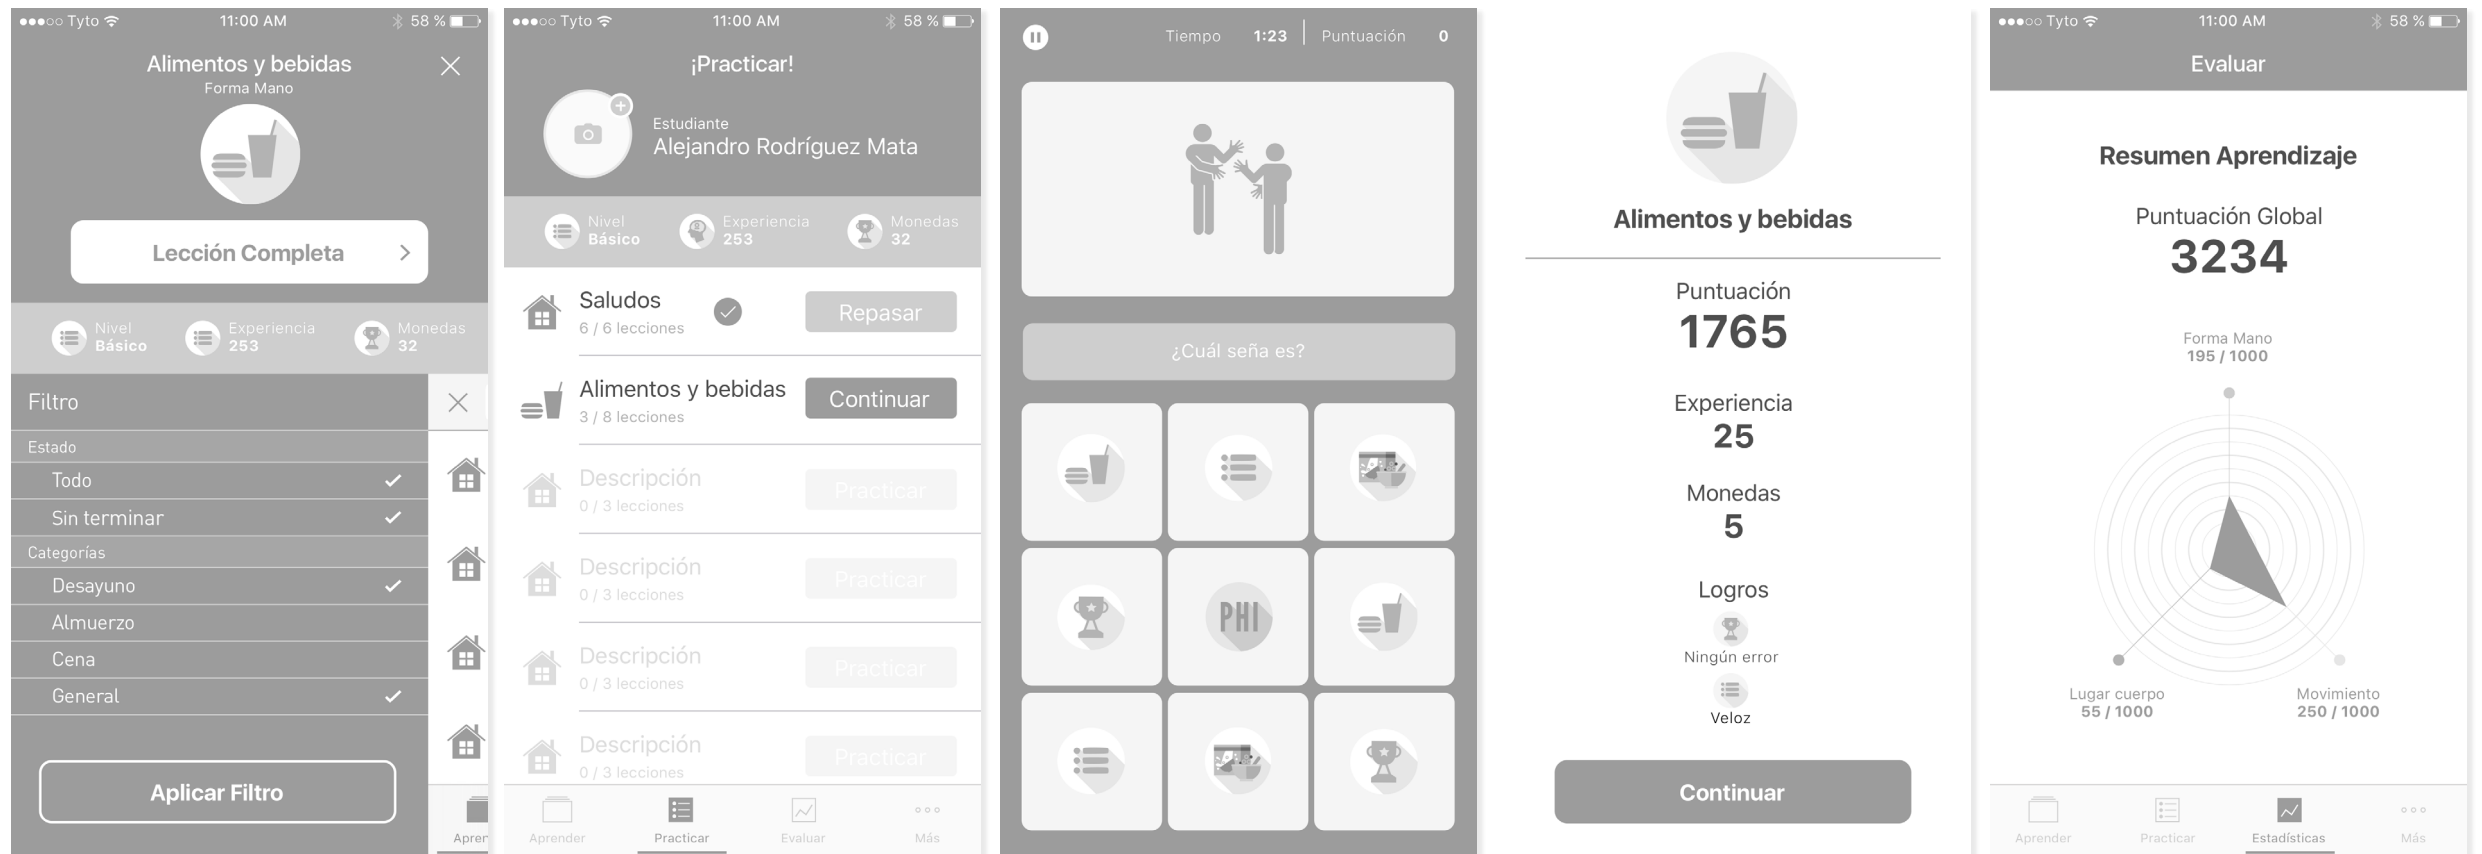 Tyto 11:00 AM 58 %
Alimentos y bebidas
Forma Mano
Lección Completa
Nivel
Básico
Experiencia
253
Monedas
32
Filtro
Estado
Todo
Sin terminar
Categorías
Desayuno
Almuerzo
Cena
General
Aplicar Filtro
Apren
Tyto 11:00 AM 58 %
¡Practicar!
Estudiante
Alejandro Rodríguez Mata
Nivel
Básico
Experiencia
253
Monedas
32
Saludos
6 / 6 lecciones
Repasar
Alimentos y bebidas
3 / 8 lecciones
Continuar
Descripción
0 / 3 lecciones
Practicar
Descripción
0 / 3 lecciones
Practicar
Descripción
0 / 3 lecciones
Practicar
Descripción
0 / 3 lecciones
Practicar
Aprender
Practicar
Evaluar
Más
Tiempo 1:23 Puntuación 0
¿Cuál seña es?
PHI
Alimentos y bebidas
Puntuación
1765
Experiencia
25
Monedas
5
Logros
Ningún error
Veloz
Continuar
Tyto 11:00 AM 58 %
Evaluar
Resumen Aprendizaje
Puntuación Global
3234
Forma Mano
195 / 1000
Lugar cuerpo
55 / 1000
Movimiento
250 / 1000
Aprender
Practicar
Estadísticas
Más